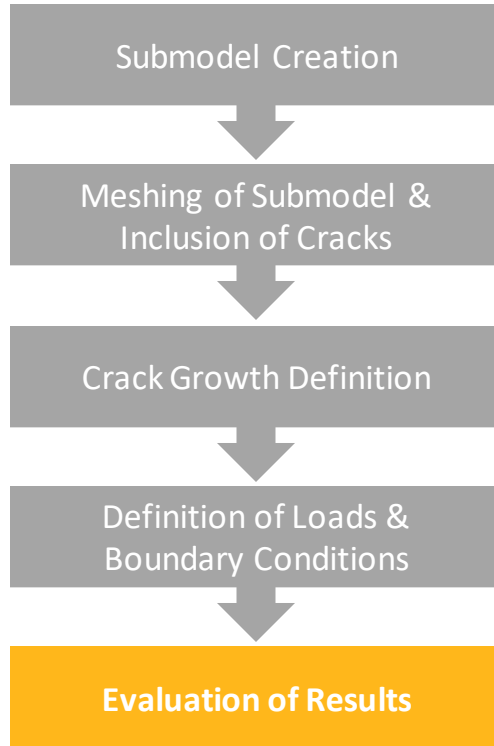 Submodel Creation
Meshing of Submodel &
Inclusion of Cracks
Crack Growth Definition
Definition of Loads &
Boundary Conditions
Evaluation of Results